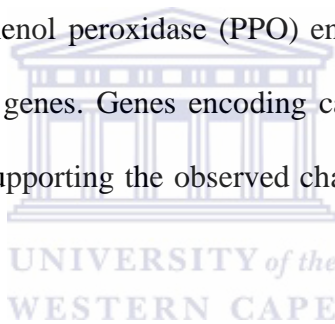 enol peroxidase (PPO) en
genes. Genes encoding ca
upporting the observed cha
UNIVERSITY of the
WESTERN CAPE